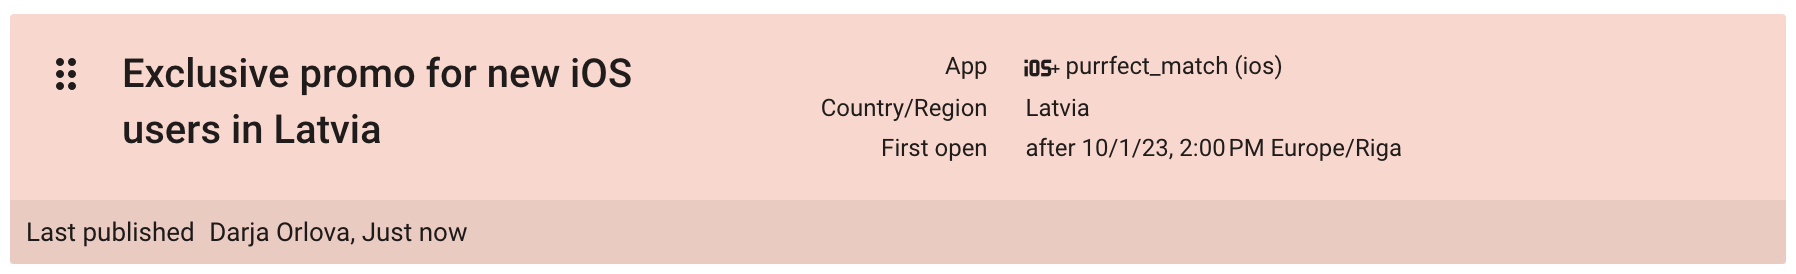 Exclusive promo for new iOS
users in Latvia
App iOS+ purrfect_match (ios)
Country/Region Latvia
First open after 10/1/23, 2:00 PM Europe/Riga
Last published Darja Orlova, Just now